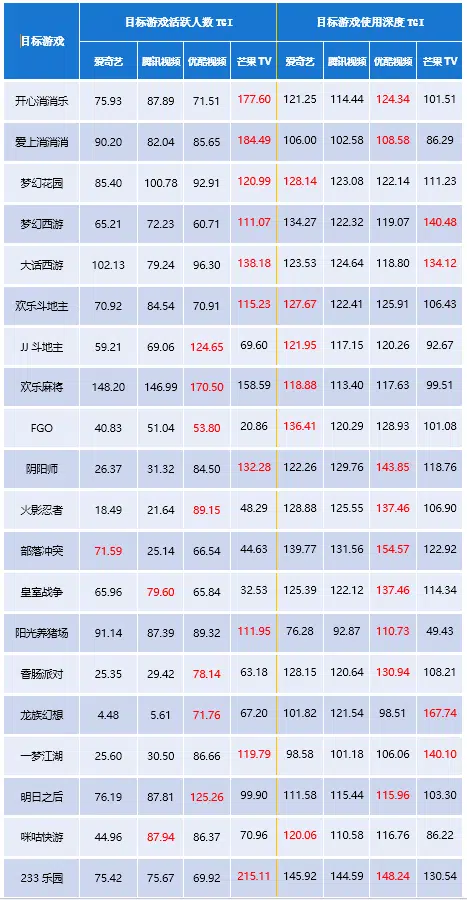 目标游戏 目标游戏活跃人数 TGI 目标游戏使用深度 TGI
爱奇艺 腾讯视频 优酷视频 芒果 TV 爱奇艺 腾讯视频 优酷视频 芒果 TV
开心消消乐 75.93 87.89 71.51 177.60 121.25 114.44 124.34 101.51
爱上消消消 90.20 82.04 85.65 184.49 106.00 102.58 108.58 86.29
梦幻花园 85.40 100.78 92.91 120.99 128.14 123.08 122.14 111.23
梦幻西游 65.21 72.23 60.71 111.07 134.27 122.32 119.07 140.48
大话西游 102.13 79.24 96.30 138.18 123.53 124.64 118.80 134.12
欢乐斗地主 70.92 84.54 70.91 115.23 127.67 122.41 125.91 106.43
JJ 斗地主 59.21 69.06 124.65 69.60 121.95 117.15 120.26 92.67
欢乐麻将 148.20 146.99 170.50 158.59 118.88 113.40 117.63 99.51
FGO 40.83 51.04 53.80 20.86 136.41 120.29 128.93 101.08
阴阳师 26.37 31.32 84.50 132.28 122.26 129.76 143.85 118.76
火影忍者 18.49 21.64 89.15 48.29 128.88 125.55 137.46 106.90
部落冲突 71.59 25.14 66.54 44.63 139.77 131.56 154.57 122.92
皇室战争 65.96 79.60 65.84 32.53 125.39 122.12 137.46 114.34
阳光养猪场 91.14 87.39 89.32 111.95 76.28 92.87 110.73 49.43
香肠派对 25.35 29.42 78.14 63.18 128.15 120.64 130.94 108.21
龙族幻想 4.48 5.61 71.76 67.20 101.82 121.54 98.51 167.74
一梦江湖 25.60 30.50 86.66 119.79 98.58 101.18 106.06 140.10
明日之后 76.19 87.81 125.26 99.90 111.58 115.44 115.96 103.30
咪咕快游 44.96 87.94 86.37 70.96 120.06 110.58 116.76 86.22
233 乐园 75.42 75.67 69.92 215.11 145.92 144.59 148.24 130.54